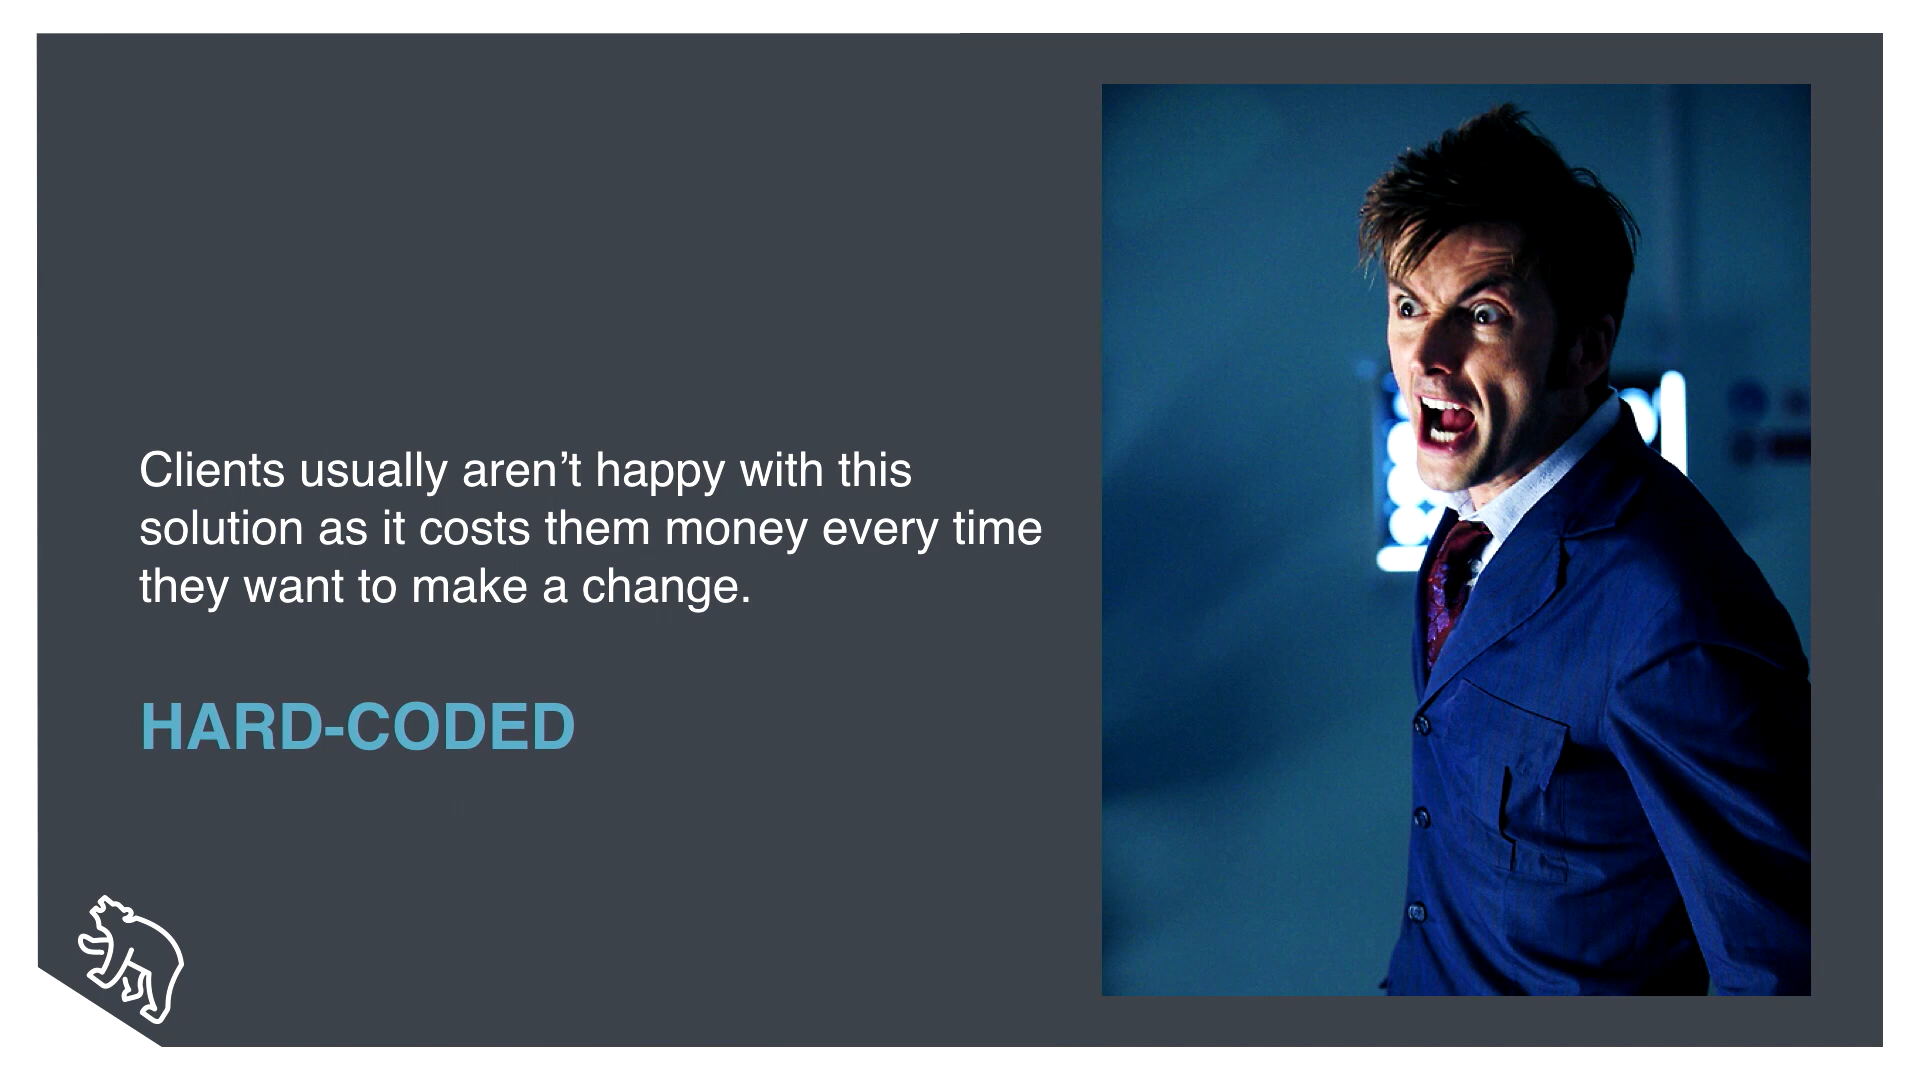 Clients usually aren’t happy with this
solution as it costs them money every time
they want to make a change.
HARD-CODED